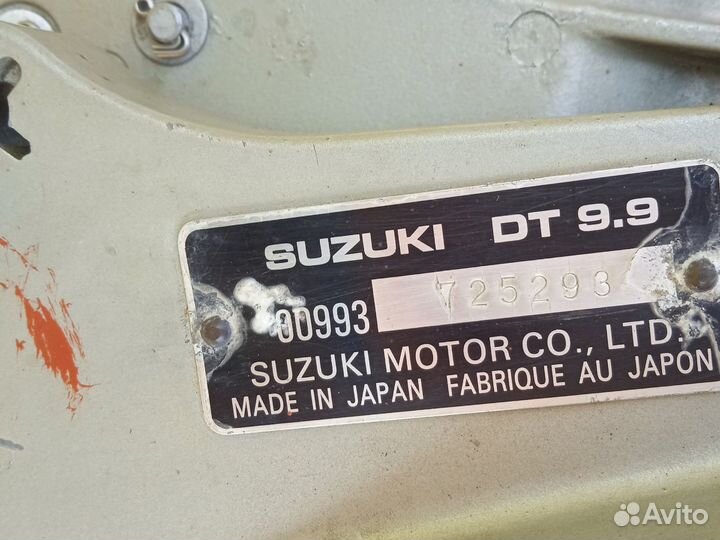 SUZUKI DT 9.9
00993 725293
SUZUKI MOTOR CO., LTD.
MADE IN JAPAN FABRIQUE AU JAPON
Avito